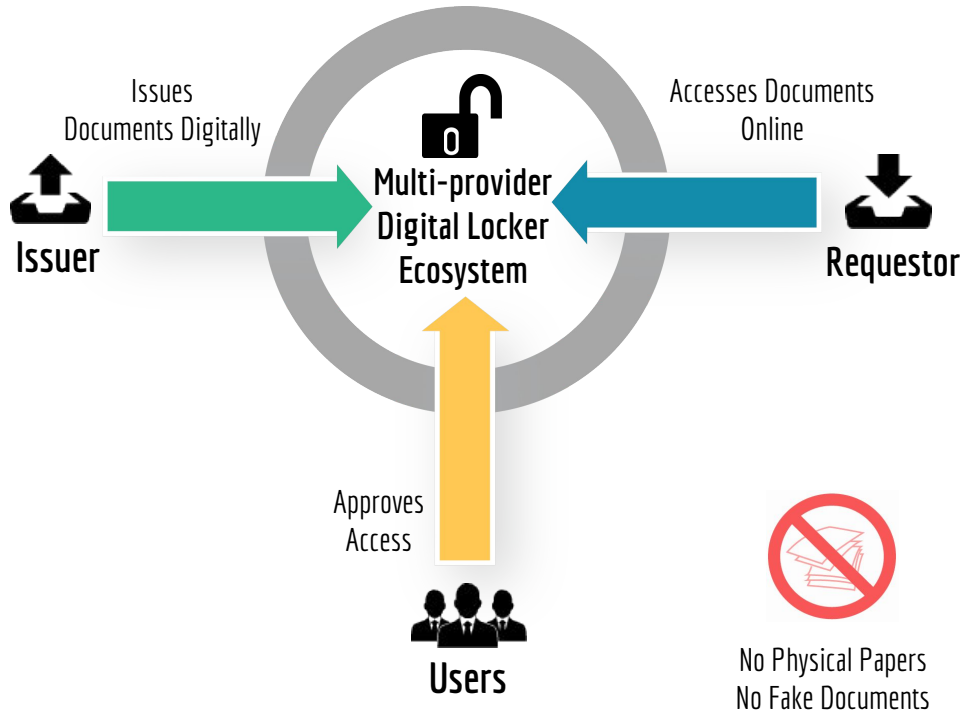 Issues
Documents Digitally
Accesses Documents
Online
Multi-provider
Digital Locker
Ecosystem
Issuer
Requestor
Approves
Access
Users
No Physical Papers
No Fake Documents